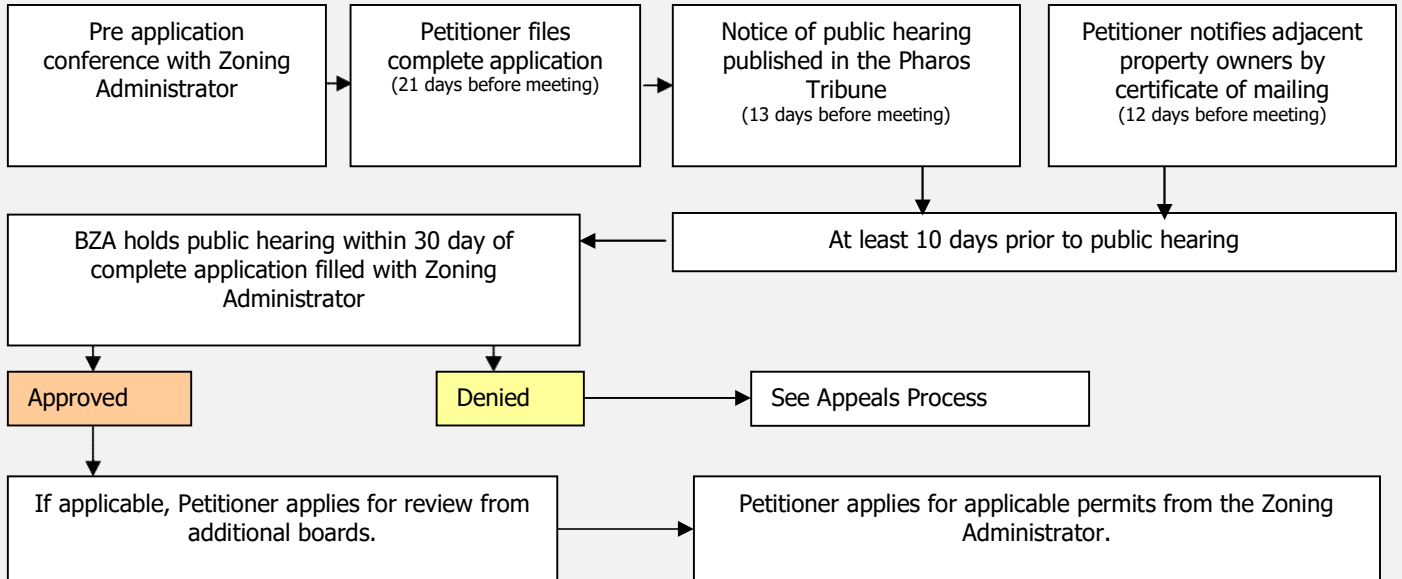 Pre application
conference with Zoning
Administrator
Petitioner files
complete application
(21 days before meeting)
Notice of public hearing
published in the Pharos
Tribune
(13 days before meeting)
Petitioner notifies adjacent
property owners by
certificate of mailing
(12 days before meeting)
At least 10 days prior to public hearing
BZA holds public hearing within 30 day of
complete application filled with Zoning
Administrator
Approved
Denied
See Appeals Process
If applicable, Petitioner applies for review from
additional boards.
Petitioner applies for applicable permits from the Zoning
Administrator.